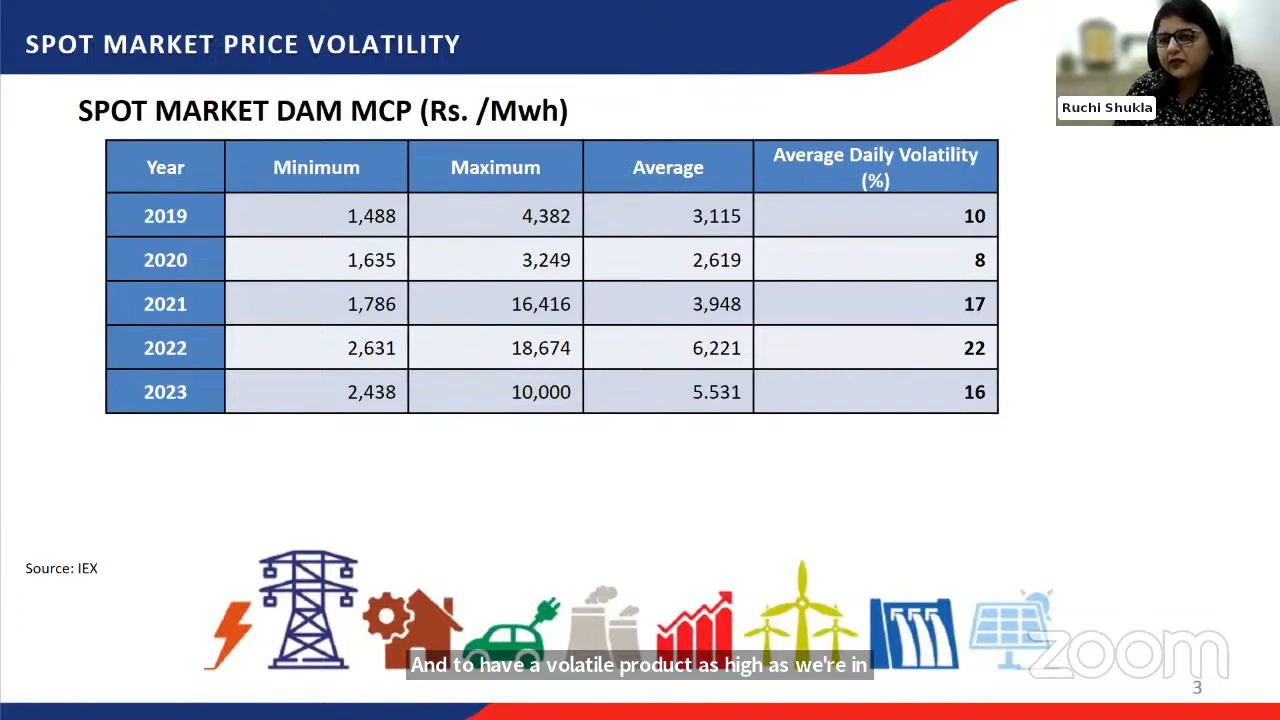 SPOT MARKET PRICE VOLATILITY
Ruchi Shukla
SPOT MARKET DAM MCP (Rs. /Mwh)
Year Minimum Maximum Average Average Daily Volatility (%)
2019 1,488 4,382 3,115 10
2020 1,635 3,249 2,619 8
2021 1,786 16,416 3,948 17
2022 2,631 18,674 6,221 22
2023 2,438 10,000 5.531 16
Source: IEX
And to have a volatile product as high as we're in
zoom
3